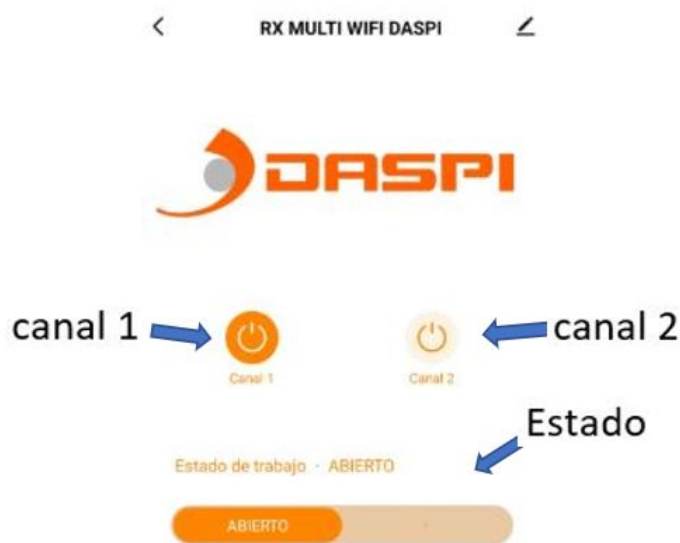 RX MULTI WIFI DASPI
DASPI
canal 1
canal 2
Canal 1
Canal 2
Estado
Estado de trabajo · ABIERTO
ABIERTO